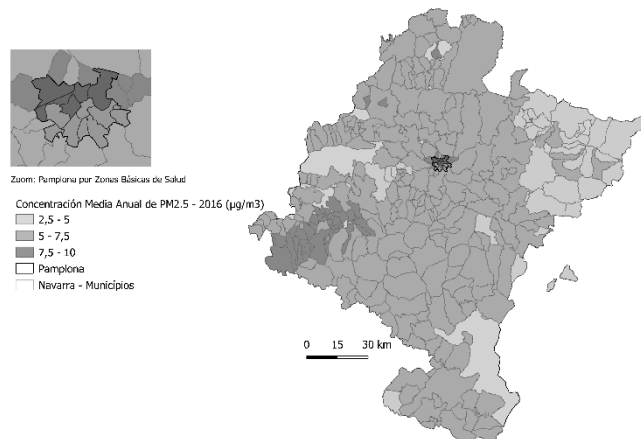 Zoom: Pamplona por Zonas Básicas de Salud
Concentración Media Anual de PM2.5 - 2016 (µg/m3)
2,5 - 5
5 - 7,5
7,5 - 10
Pamplona
Navarra - Municípios
0 15 30 km